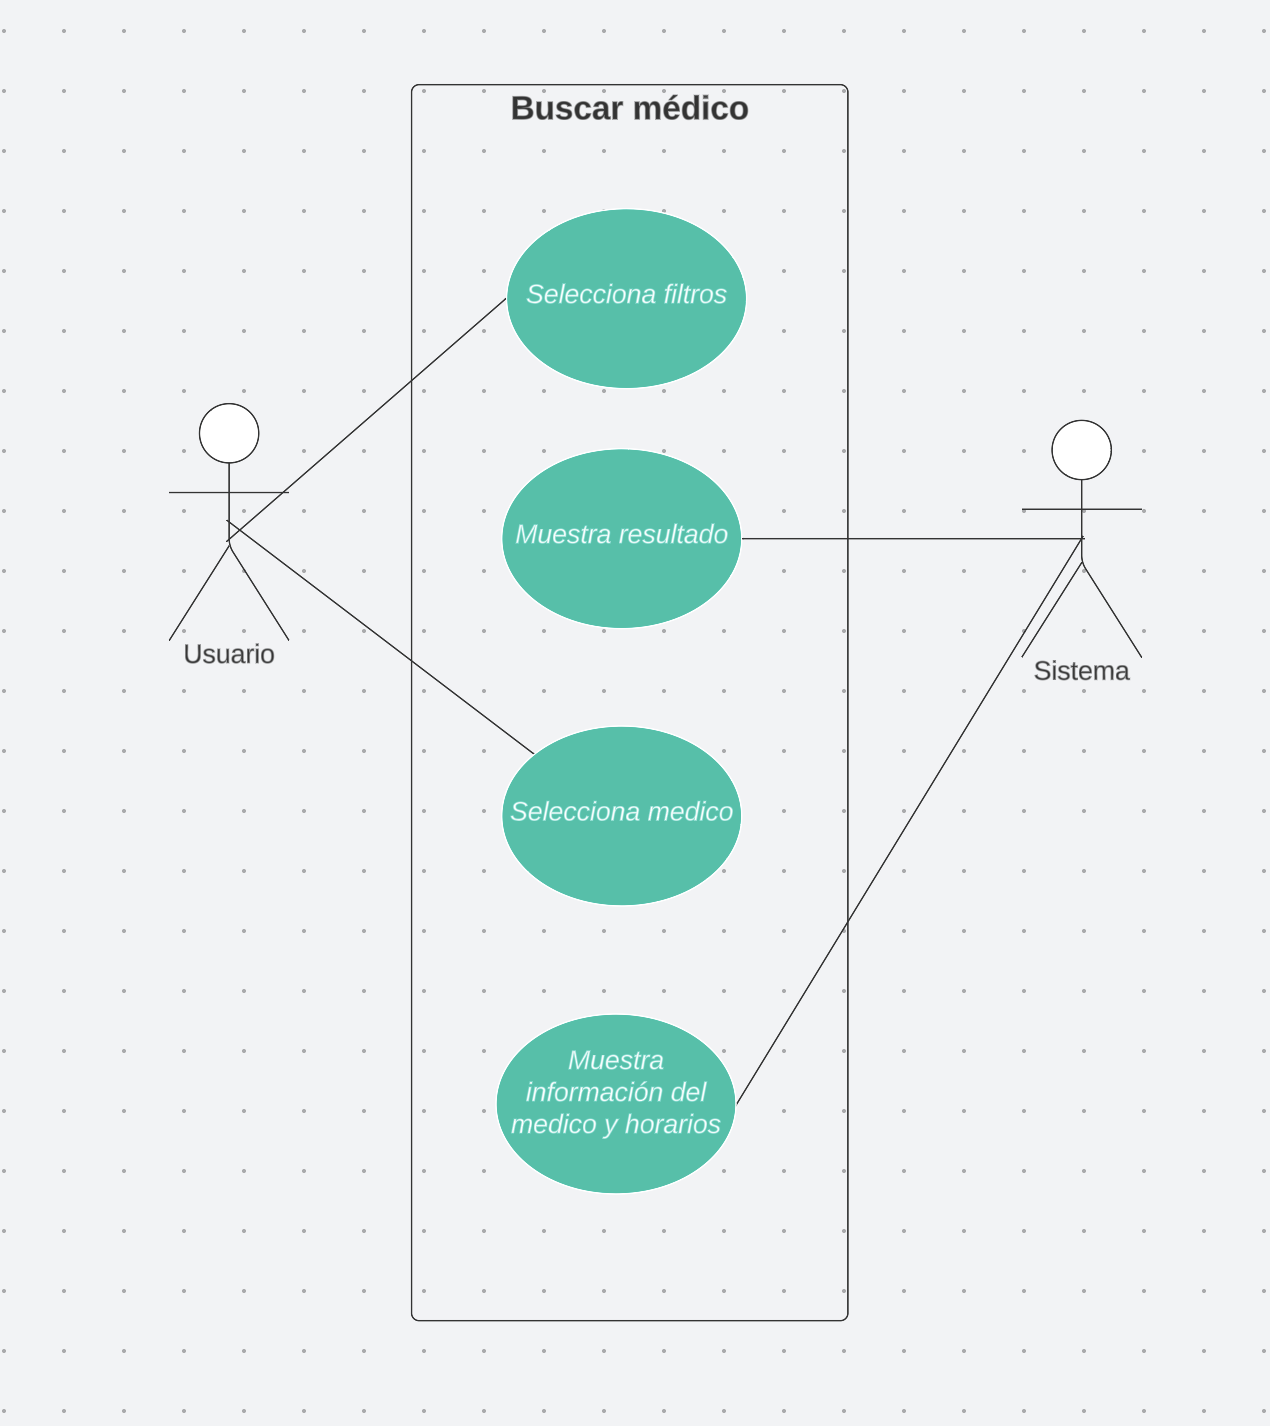 Buscar médico
Selecciona filtros
Muestra resultado
Usuario
Sistema
Selecciona medico
Muestra
información del
medico y horarios